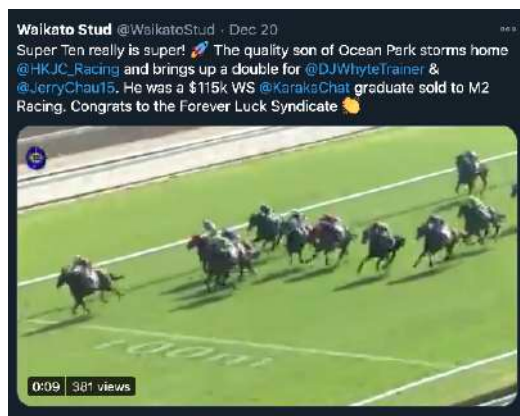 Waikato Stud @WaikatoStud · Dec 20
Super Ten really is super! 🚀 The quality son of Ocean Park storms home
@HKJC_Racing and brings up a double for @DJWhyteTrainer &
@JerryChau15. He was a $115k WS @KarakaChat graduate sold to M2
Racing. Congrats to the Forever Luck Syndicate 👏
100m
0:09 381 views